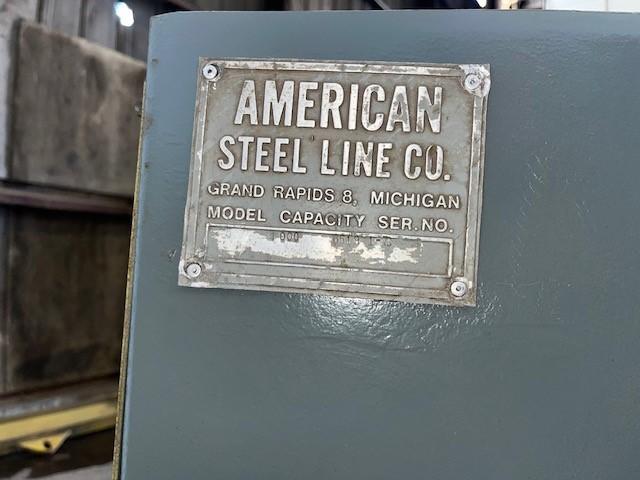 AMERICAN
STEEL LINE CO.
GRAND RAPIDS 8, MICHIGAN
MODEL CAPACITY SER. NO.